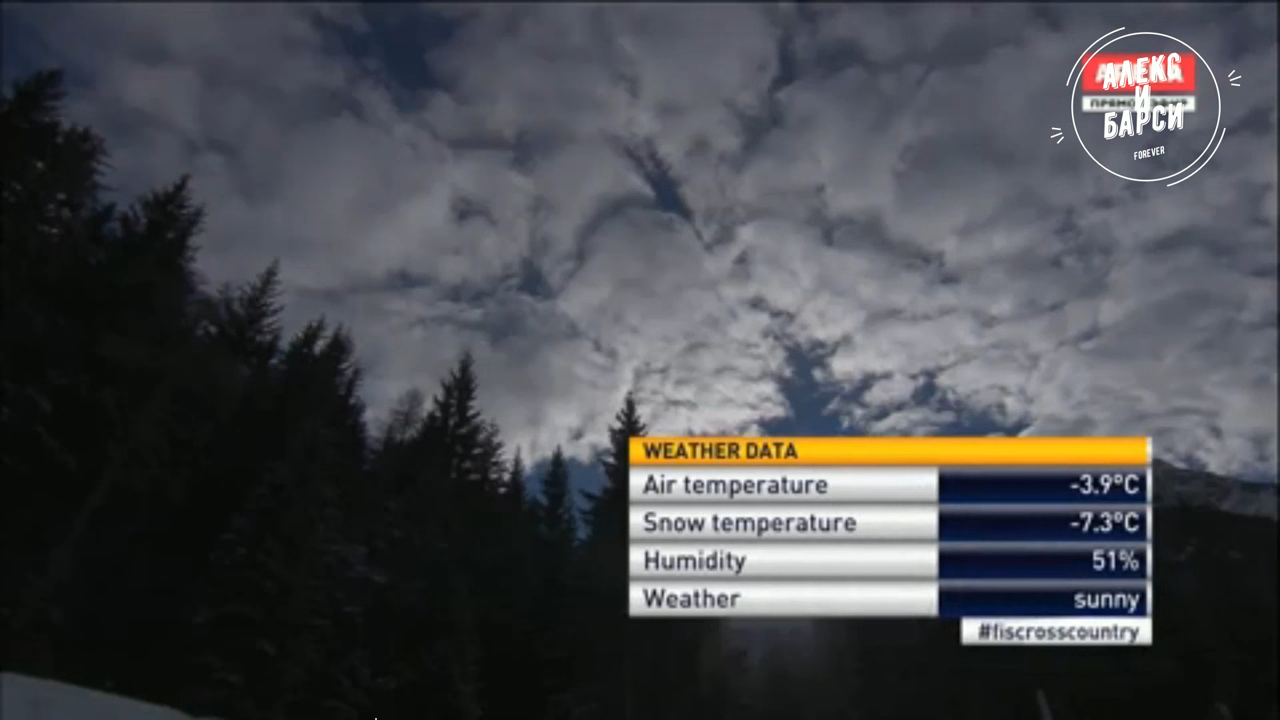 АЛЕКС
И
БАРСИ
FOREVER
WEATHER DATA
Air temperature -3.9°C
Snow temperature -7.3°C
Humidity 51%
Weather sunny
#fiscrosscountry